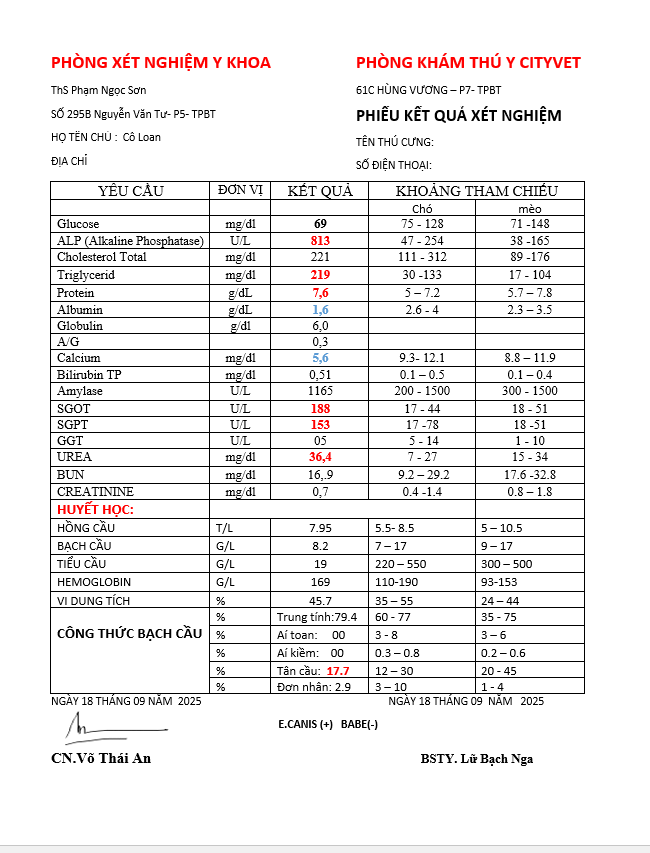 PHÒNG XÉT NGHIỆM Y KHOA
ThS Phạm Ngọc Sơn
SỐ 295B Nguyễn Văn Tư- P5- TPBT
HỌ TÊN CHỦ : Cô Loan
ĐỊA CHỈ
PHÒNG KHÁM THÚ Y CITYVET
61C HÙNG VƯƠNG – P7- TPBT
PHIẾU KẾT QUẢ XÉT NGHIỆM
TÊN THÚ CƯNG:
SỐ ĐIỆN THOẠI:
YÊU CẦU ĐƠN VỊ KẾT QUẢ KHOẢNG THAM CHIẾU
Chó mèo
Glucose mg/dl 69 75 - 128 71 -148
ALP (Alkaline Phosphatase) U/L 813 47 - 254 38 -165
Cholesterol Total mg/dl 221 111 - 312 89 -176
Triglycerid mg/dl 219 30 -133 17 - 104
Protein g/dL 7,6 5 – 7.2 5.7 – 7.8
Albumin g/dL 1,6 2.6 - 4 2.3 – 3.5
Globulin g/dl 6,0
A/G 0,3
Calcium mg/dl 5,6 9.3- 12.1 8.8 – 11.9
Bilirubin TP mg/dl 0,51 0.1 – 0.5 0.1 – 0.4
Amylase U/L 1165 200 - 1500 300 - 1500
SGOT U/L 188 17 - 44 18 - 51
SGPT U/L 153 17 -78 18 -51
GGT U/L 05 5 - 14 1 - 10
UREA mg/dl 36,4 7 - 27 15 - 34
BUN mg/dl 16,.9 9.2 – 29.2 17.6 -32.8
CREATININE mg/dl 0,7 0.4 -1.4 0.8 – 1.8
HUYẾT HỌC:
HỒNG CẦU T/L 7.95 5.5- 8.5 5 – 10.5
BẠCH CẦU G/L 8.2 7 – 17 9 – 17
TIỂU CẦU G/L 19 220 – 550 300 – 500
HEMOGLOBIN G/L 169 110-190 93-153
VI DUNG TÍCH % 45.7 35 – 55 24 – 44
CÔNG THỨC BẠCH CẦU
% Trung tính:79.4 60 - 77 35 - 75
% Aí toan: 00 3 - 8 3 – 6
% Aí kiềm: 00 0.3 – 0.8 0.2 – 0.6
% Tân cầu: 17.7 12 – 30 20 - 45
% Đơn nhân: 2.9 3 – 10 1 - 4
NGÀY 18 THÁNG 09 NĂM 2025 NGÀY 18 THÁNG 09 NĂM 2025
E.CANIS (+) BABE(-)
CN.Võ Thái An BSTY. Lữ Bạch Nga